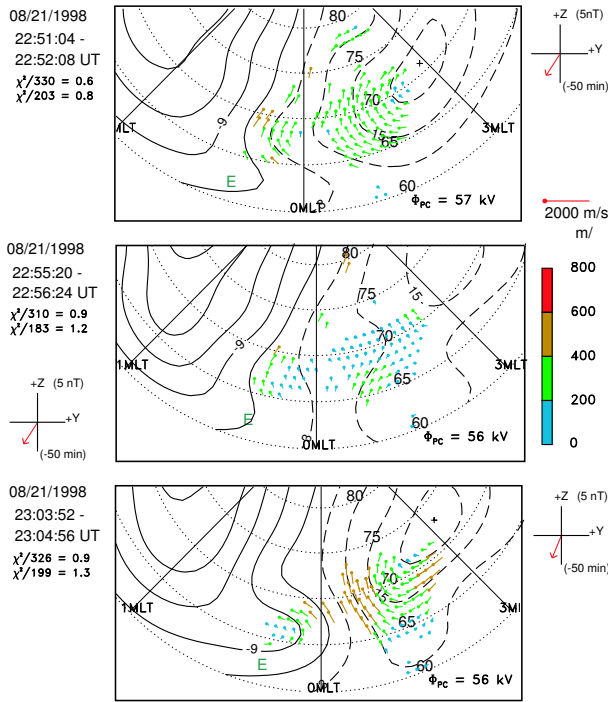 08/21/1998
22:51:04 -
22:52:08 UT
χ²/330 = 0.6
χ²/203 = 0.8
80
75
70
15
65
60
-9
MLT
3MLT
0MLT
E
Φ_PC = 57 kV
+Z (5nT)
+Y
(-50 min)
2000 m/s
m/
08/21/1998
22:55:20 -
22:56:24 UT
χ²/310 = 0.9
χ²/183 = 1.2
80
15
75
70
65
60
-9
1MLT
3MLT
0MLT
E
Φ_PC = 56 kV
+Z (5 nT)
+Y
(-50 min)
800
600
400
200
0
08/21/1998
23:03:52 -
23:04:56 UT
χ²/326 = 0.9
χ²/199 = 1.3
80
75
70
15
65
60
-9
1MLT
3MI
0MLT
E
Φ_PC = 56 kV
+Z (5 nT)
+Y
(-50 min)